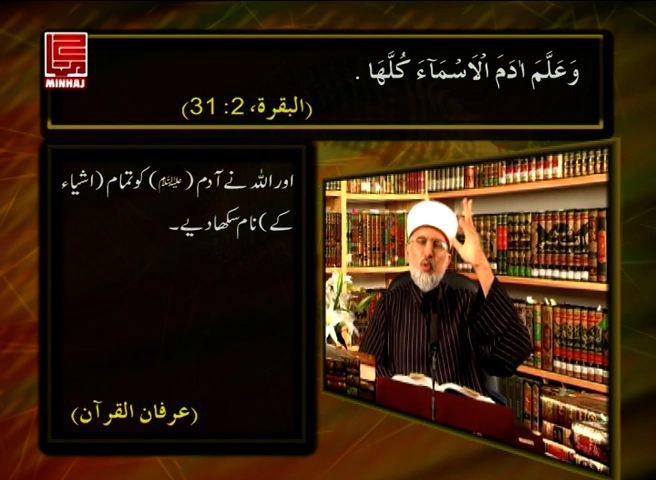 MINHAJ
وَعَلَّمَ اٰدَمَ الْاَسْمَآءَ كُلَّهَا .
(البقرة، 2: 31)
اور اللہ نے آدم (علیہ السلام) کو تمام (اشیاء
کے) نام سکھا دیے۔
(عرفان القرآن)